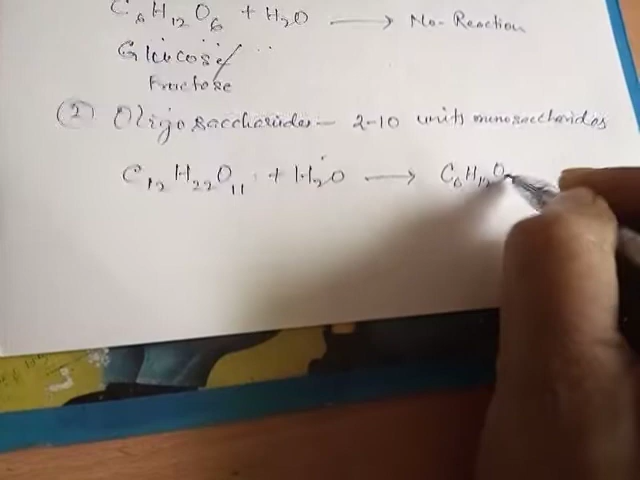 C6H12O6 + H2O ⟶ No-Reaction
Glucose/
Fructose
(2) Oligosaccharides — 2-10 units monosaccharides
C12H22O11 + H2O ⟶ C6H12O